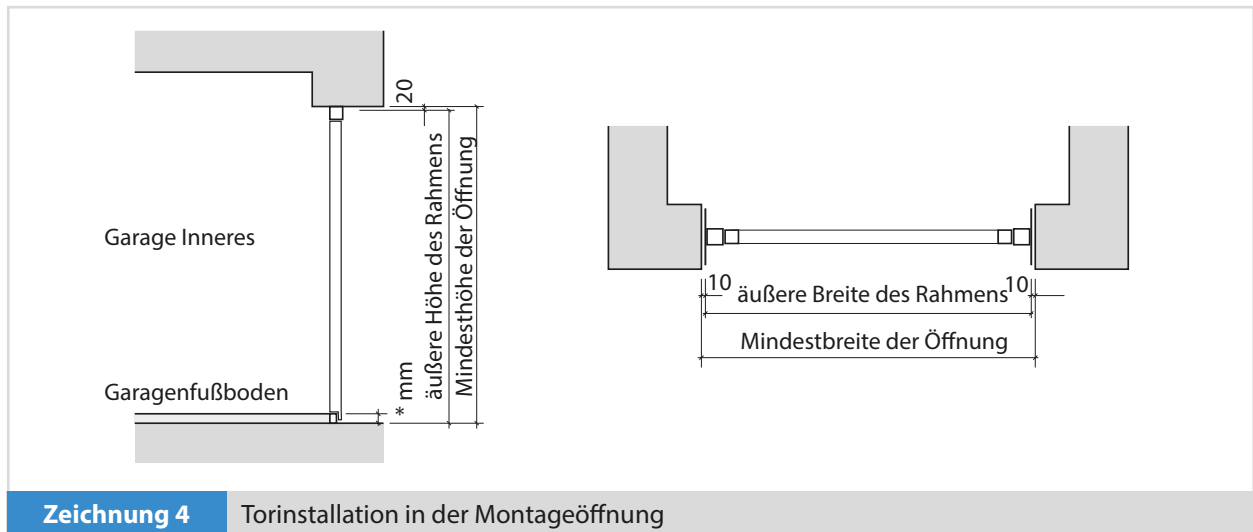 20
äußere Höhe des Rahmens
Mindesthöhe der Öffnung
Garage Inneres
Garagenfußboden
* mm
10
äußere Breite des Rahmens
10
Mindestbreite der Öffnung
Zeichnung 4
Torinstallation in der Montageöffnung